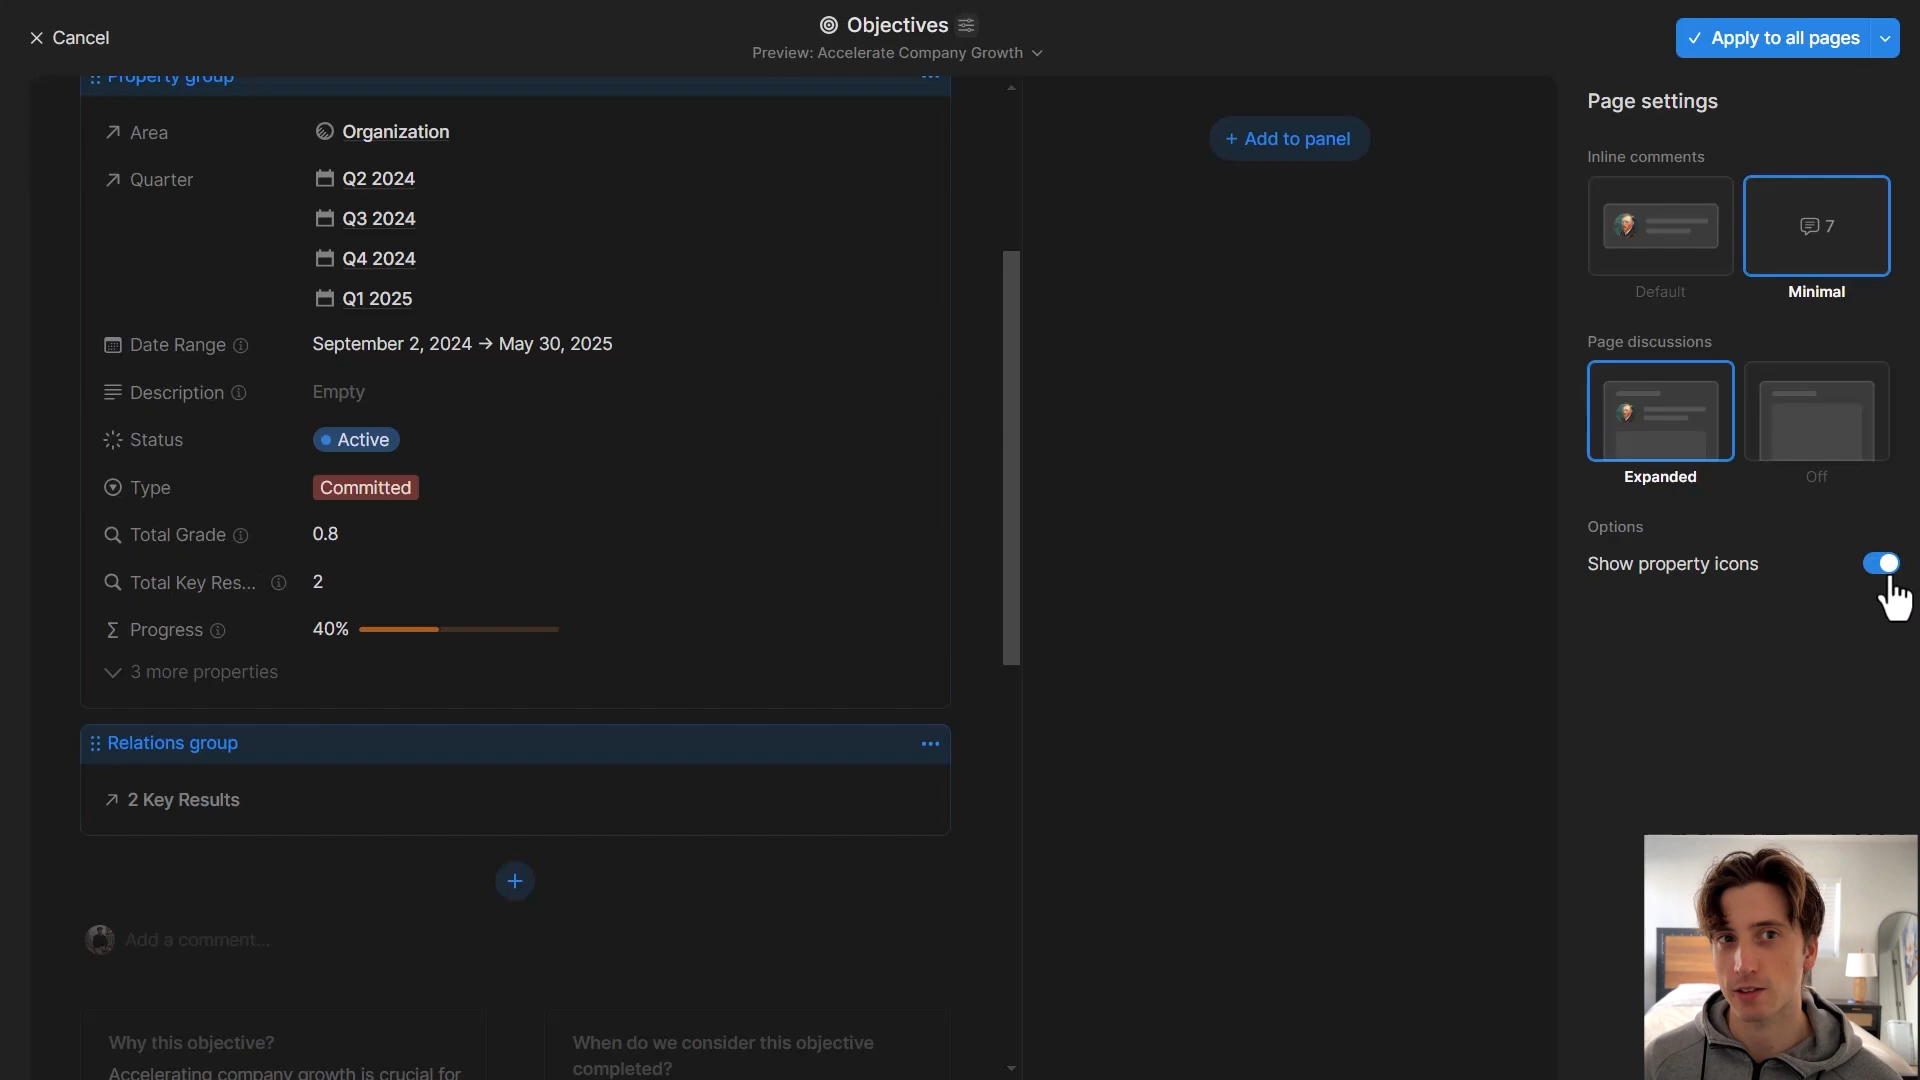 Cancel
Objectives
Preview: Accelerate Company Growth
Apply to all pages
Property group
Area
Organization
Quarter
Q2 2024
Q3 2024
Q4 2024
Q1 2025
Date Range
September 2, 2024 → May 30, 2025
Description
Empty
Status
Active
Type
Committed
Total Grade
0.8
Total Key Res...
2
Progress
40%
3 more properties
Relations group
2 Key Results
Add a comment...
Why this objective?
Accelerating company growth is crucial for
When do we consider this objective
completed?
+ Add to panel
Page settings
Inline comments
7
Default
Minimal
Page discussions
Expanded
Off
Options
Show property icons